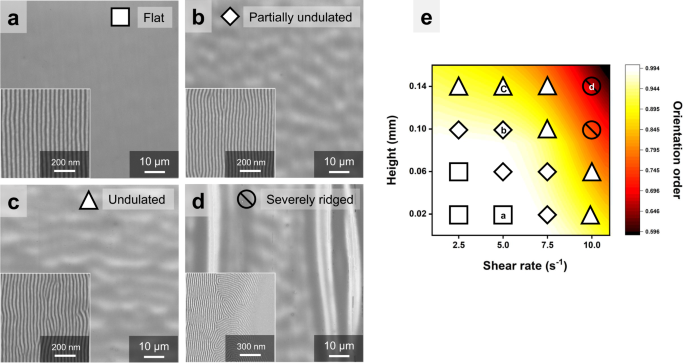 a
Flat
200 nm
10 μm
b
Partially undulated
200 nm
10 μm
c
Undulated
200 nm
10 μm
d
Severely ridged
300 nm
10 μm
e
Height (mm)
0.14
0.10
0.06
0.02
c
d
b
a
2.5 5.0 7.5 10.0
Shear rate (s⁻¹)
0.994
0.944
0.895
0.845
0.795
0.745
0.696
0.646
0.596
Orientation order